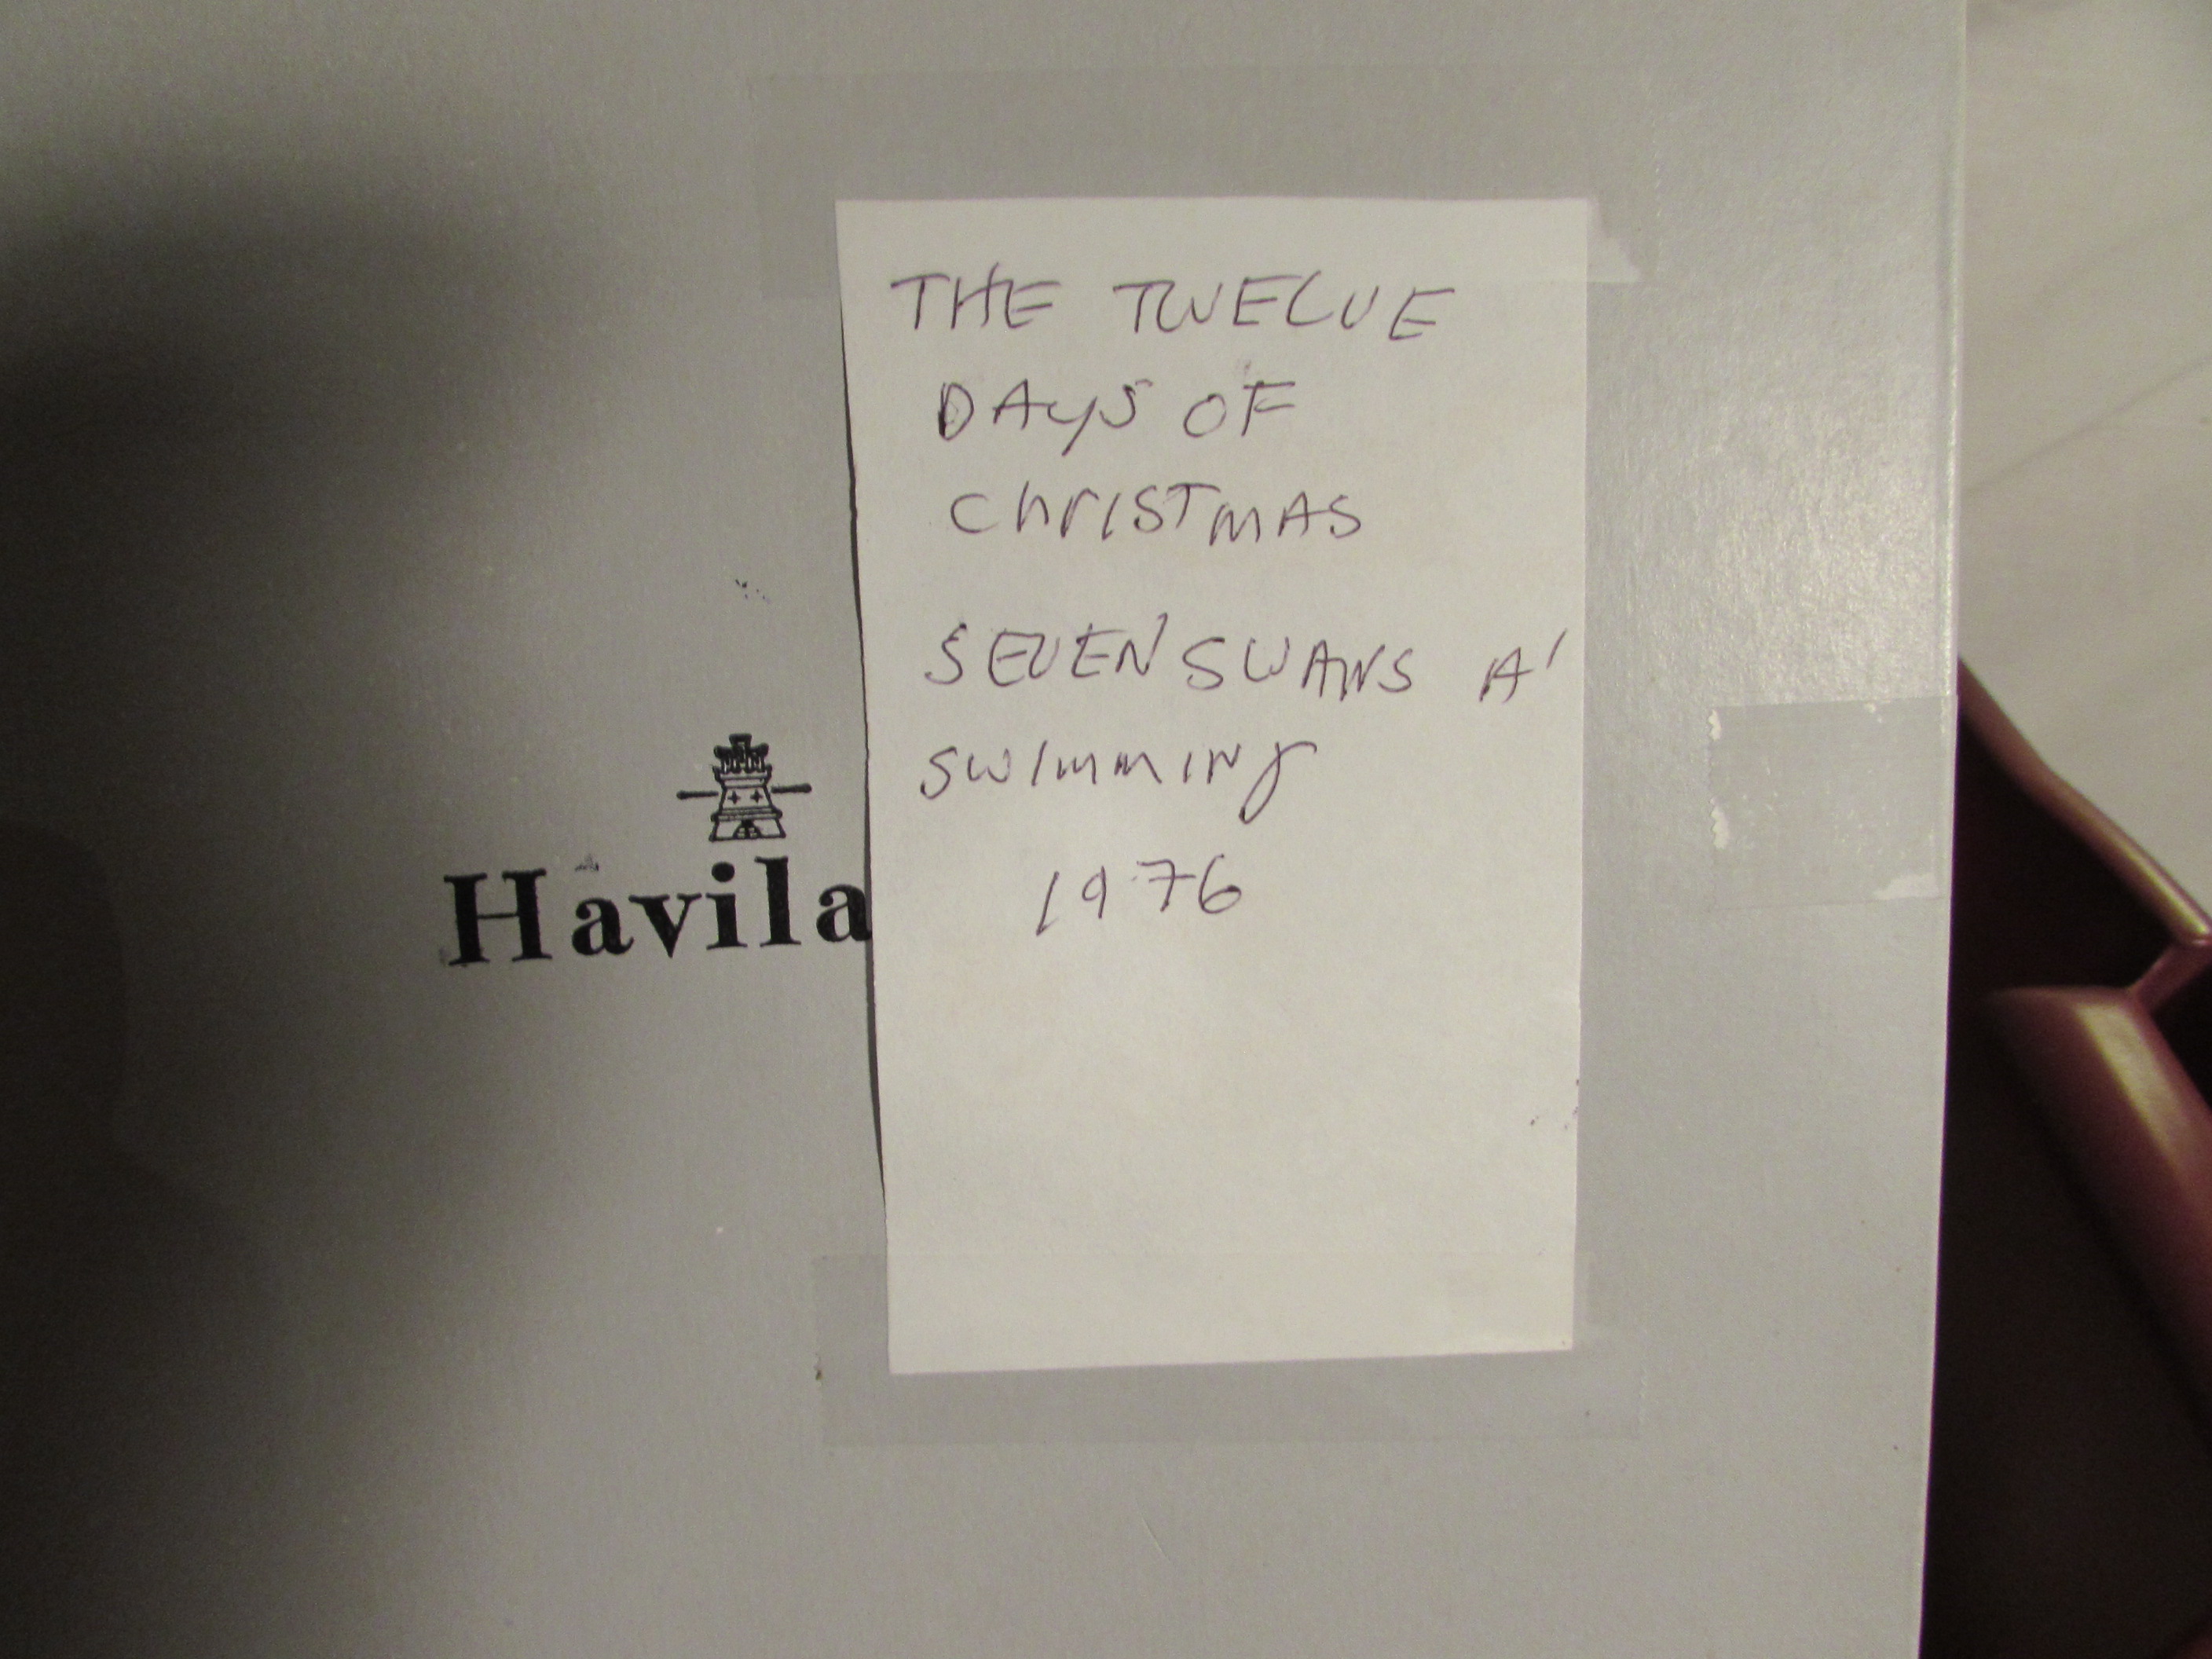 THE TWELVE
DAYS OF
CHRISTMAS
SEVEN SWANS A'
SWIMMING
1976
Havila